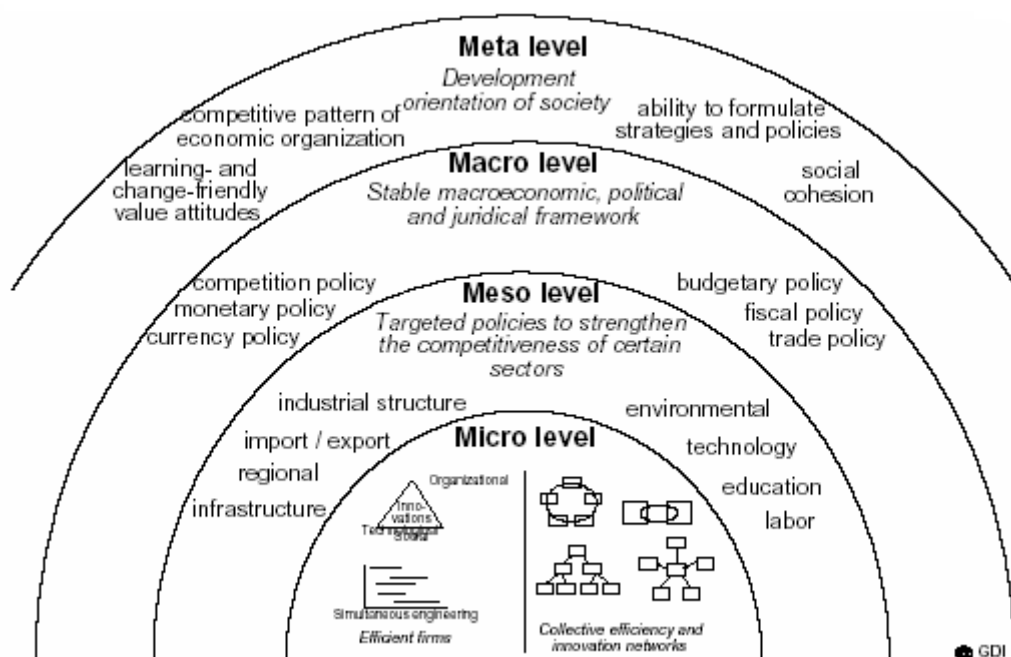 Meta level
Development
orientation of society
competitive pattern of
economic organization
ability to formulate
strategies and policies
learning- and
change-friendly
value attitudes
social
cohesion
Macro level
Stable macroeconomic, political
and juridical framework
competition policy
monetary policy
currency policy
budgetary policy
fiscal policy
trade policy
Meso level
Targeted policies to strengthen
the competitiveness of certain
sectors
industrial structure
import / export
regional
infrastructure
environmental
technology
education
labor
Micro level
Organizational
Inno-
vations
Technological
Social
Simultaneous engineering
Efficient firms
Collective efficiency and
innovation networks
GDI